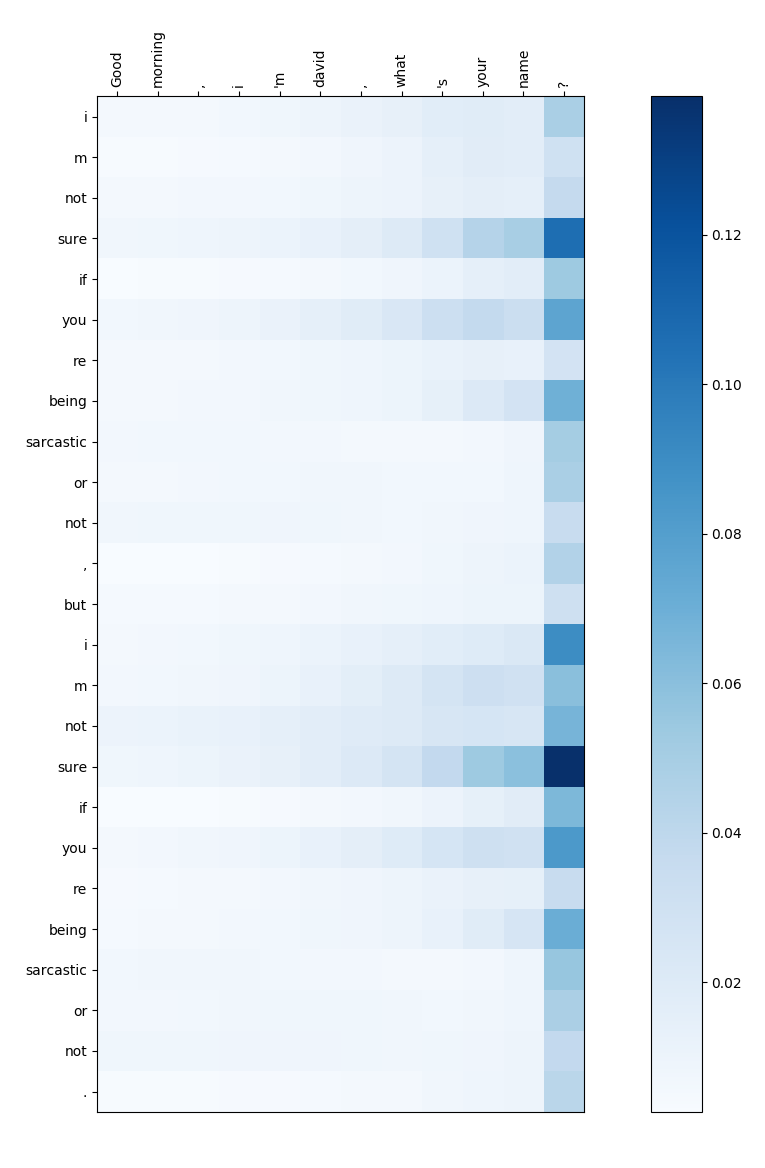 Good morning , i 'm david , what 's your name ?
i
m
not
sure
if
you
re
being
sarcastic
or
not
,
but
i
m
not
sure
if
you
re
being
sarcastic
or
not
.
0.12
0.10
0.08
0.06
0.04
0.02